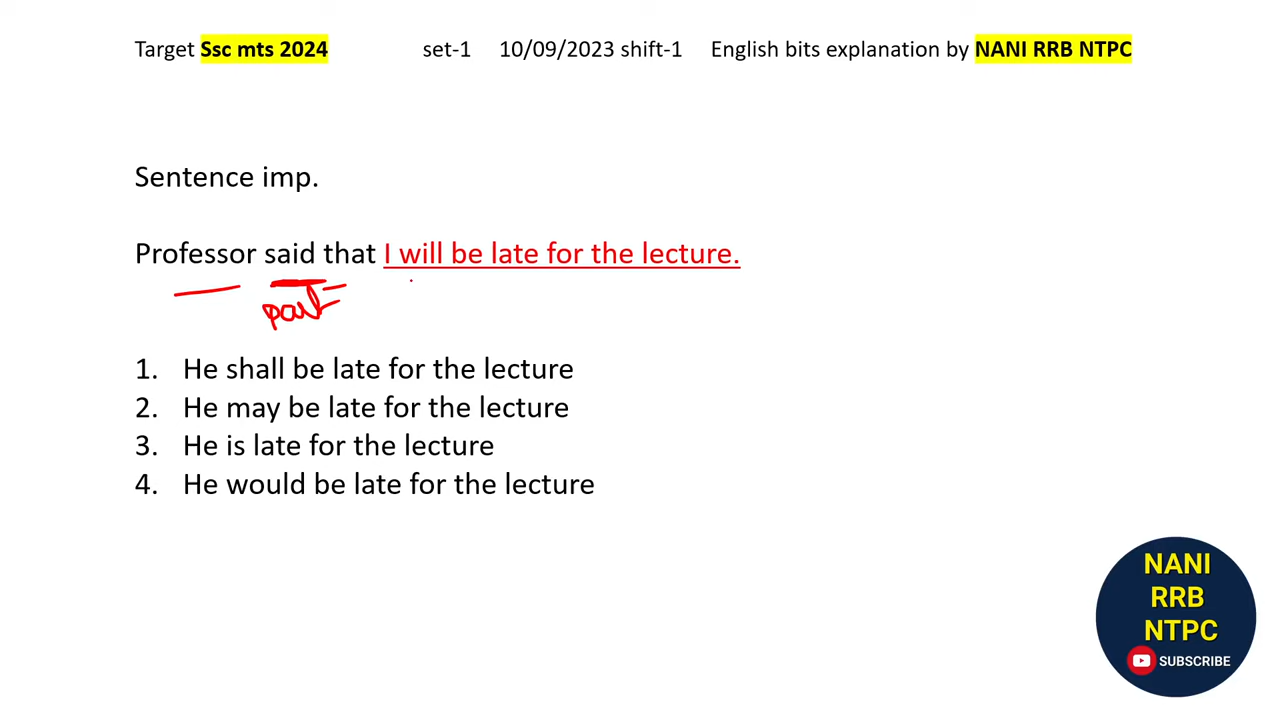 Target Ssc mts 2024 set-1 10/09/2023 shift-1 English bits explanation by NANI RRB NTPC
Sentence imp.
Professor said that I will be late for the lecture.
past
1. He shall be late for the lecture
2. He may be late for the lecture
3. He is late for the lecture
4. He would be late for the lecture
NANI
RRB
NTPC
SUBSCRIBE